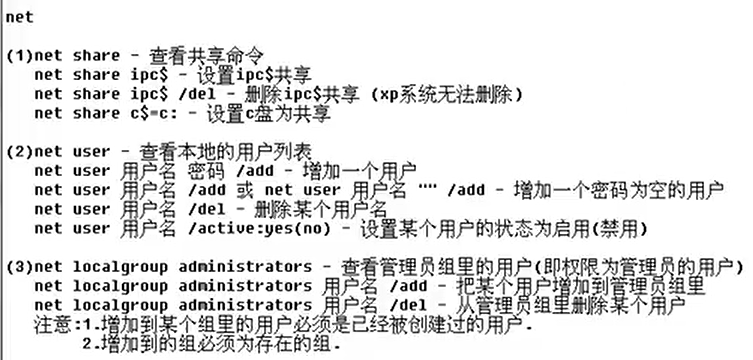 net
(1)net share - 查看共享命令
net share ipc$ - 设置ipc$共享
net share ipc$ /del - 删除ipc$共享 (xp系统无法删除)
net share c$=c: - 设置c盘为共享
(2)net user - 查看本地的用户列表
net user 用户名 密码 /add - 增加一个用户
net user 用户名 /add 或 net user 用户名 "" /add - 增加一个密码为空的用户
net user 用户名 /del - 删除某个用户名
net user 用户名 /active:yes(no) - 设置某个用户的状态为启用(禁用)
(3)net localgroup administrators - 查看管理员组里的用户(即权限为管理员的用户)
net localgroup administrators 用户名 /add - 把某个用户增加到管理员组里
net localgroup administrators 用户名 /del - 从管理员组里删除某个用户
注意:1.增加到某个组里的用户必须是已经被创建过的用户.
2.增加到的组必须为存在的组.